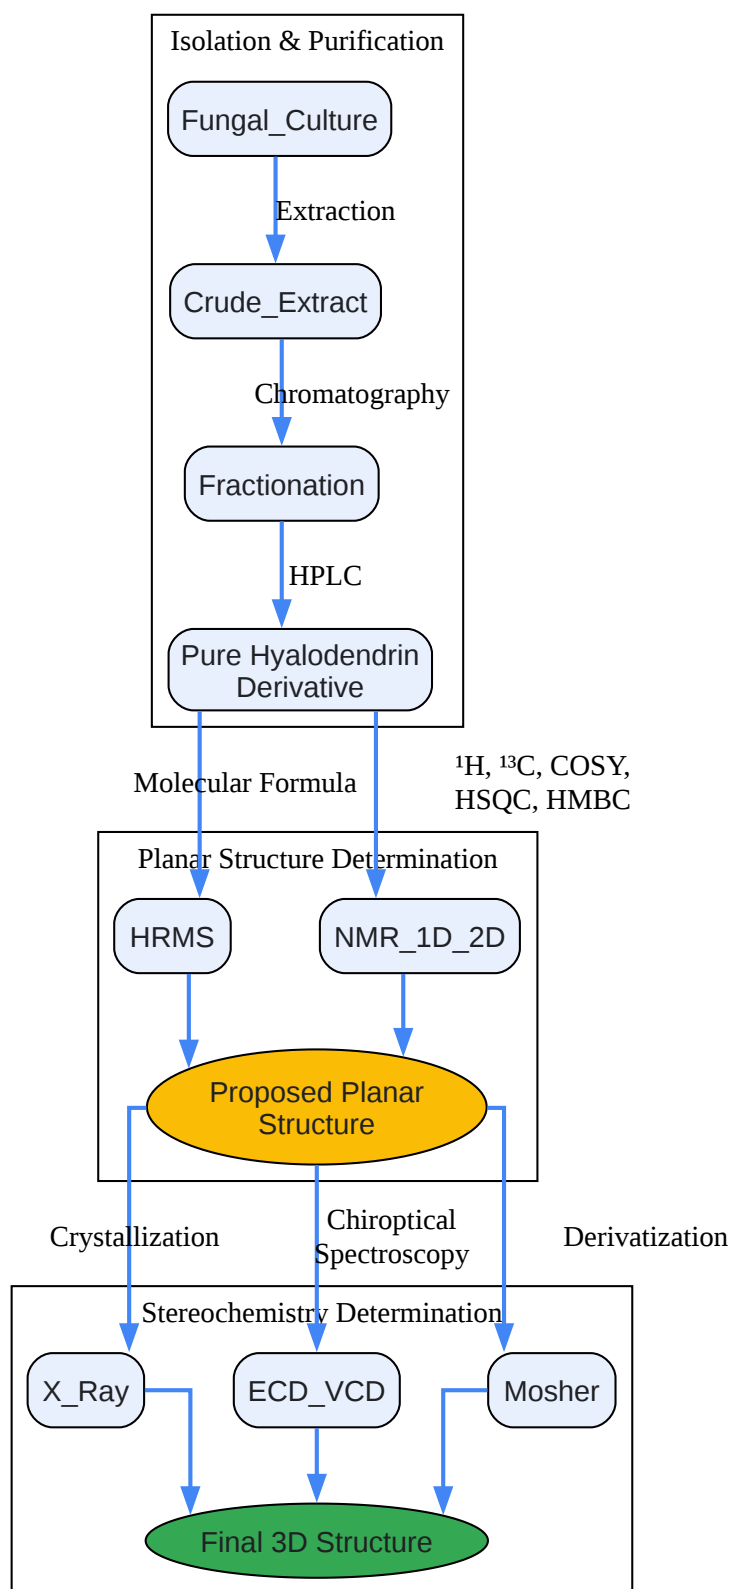 Isolation & Purification
Fungal_Culture
Extraction
Crude_Extract
Chromatography
Fractionation
HPLC
Pure Hyalodendrin
Derivative
Molecular Formula
¹H, ¹³C, COSY,
HSQC, HMBC
Planar Structure Determination
HRMS
NMR_1D_2D
Proposed Planar
Structure
Crystallization
Chiroptical
Spectroscopy
Derivatization
Stereochemistry Determination
X_Ray
ECD_VCD
Mosher
Final 3D Structure